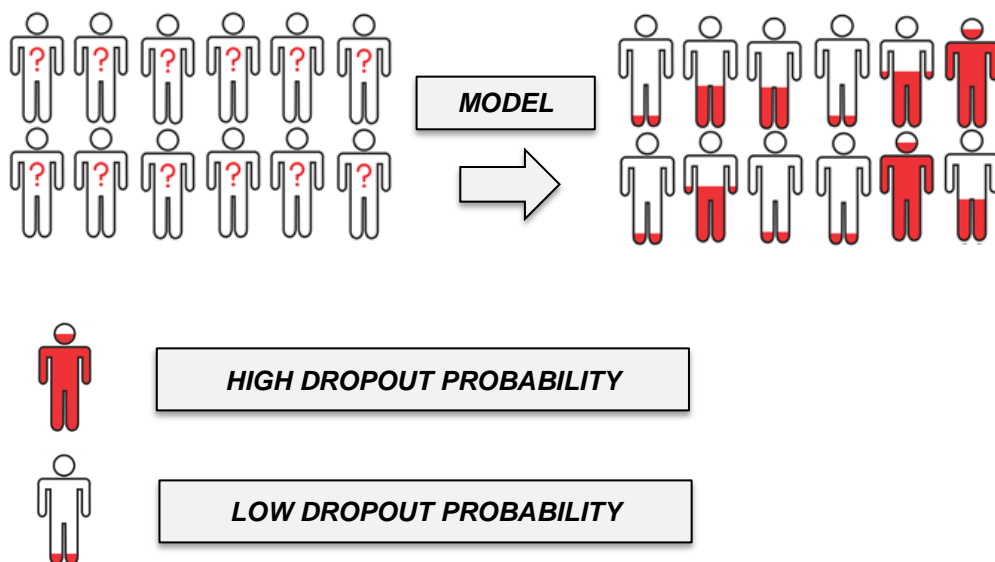 ? ? ? ? ? ?
MODEL
? ? ? ? ? ?
HIGH DROPOUT PROBABILITY
LOW DROPOUT PROBABILITY